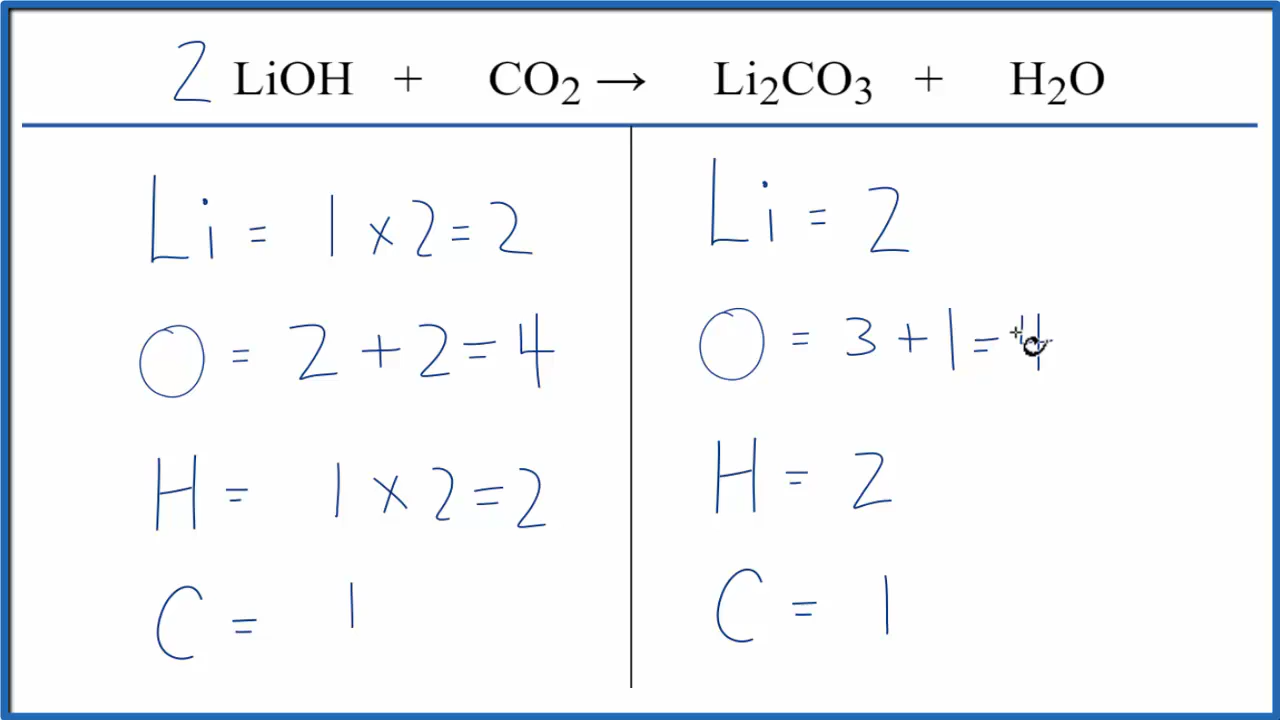 2 LiOH + CO₂ → Li₂CO₃ + H₂O
Li = 1 x 2 = 2
O = 2 + 2 = 4
H = 1 x 2 = 2
C = 1
Li = 2
O = 3 + 1 = 4
H = 2
C = 1